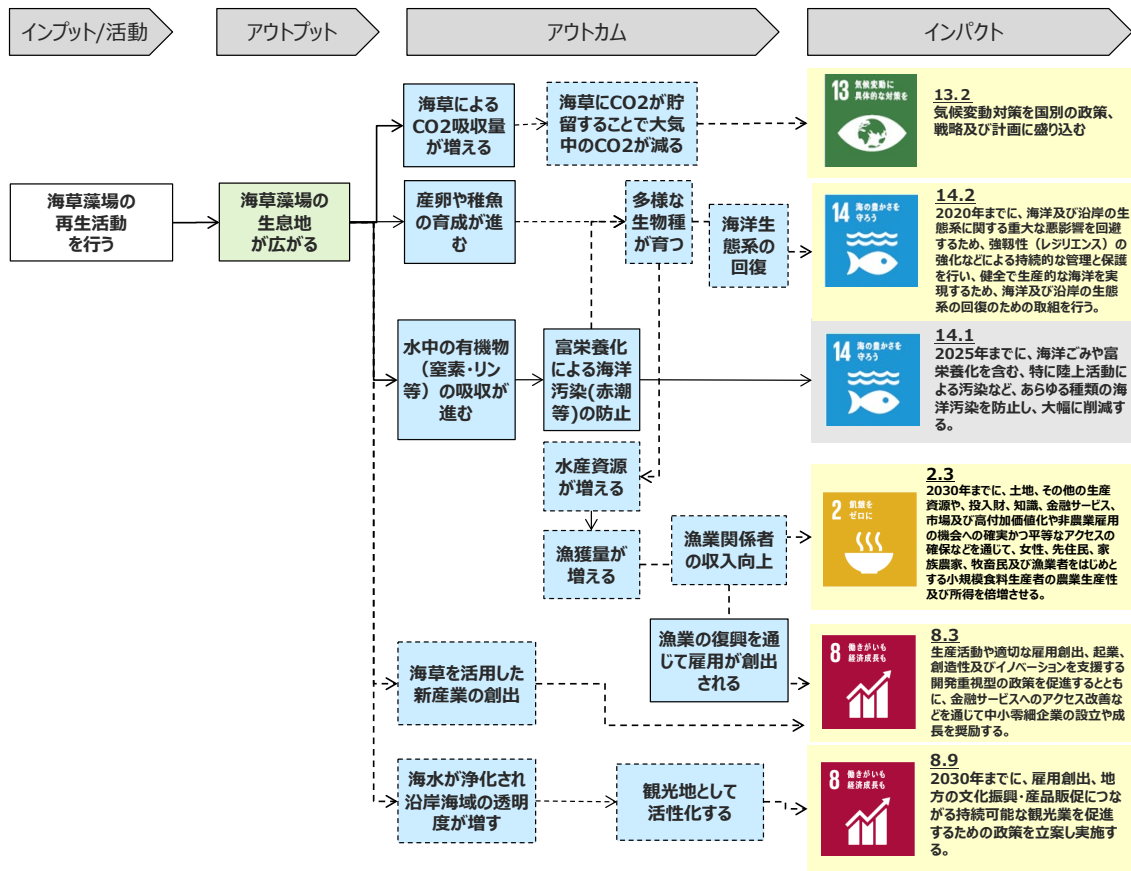 インプット/活動
アウトプット
アウトカム
インパクト
海草藻場の
再生活動
を行う
海草藻場の
生息地
が広がる
海草による
CO2吸収量
が増える
海草にCO2が貯
留することで大気
中のCO2が減る
13 気候変動に
具体的な対策を
13.2
気候変動対策を国別の政策、
戦略及び計画に盛り込む
産卵や稚魚
の育成が進
む
多様な
生物種
が育つ
海洋生
態系の
回復
14 海の豊かさを
守ろう
14.2
2020年までに、海洋及び沿岸の生
態系に関する重大な悪影響を回避
するため、強靱性（レジリエンス）の
強化などによる持続的な管理と保護
を行い、健全で生産的な海洋を実
現するため、海洋及び沿岸の生態
系の回復のための取組を行う。
水中の有機物
（窒素・リン
等）の吸収が
進む
富栄養化
による海洋
汚染(赤潮
等)の防止
14 海の豊かさを
守ろう
14.1
2025年までに、海洋ごみや富
栄養化を含む、特に陸上活動に
よる汚染など、あらゆる種類の海
洋汚染を防止し、大幅に削減す
る。
水産資源
が増える
漁獲量が
増える
漁業関係者
の収入向上
2 飢餓を
ゼロに
2.3
2030年までに、土地、その他の生産
資源や、投入財、知識、金融サービス、
市場及び高付加価値化や非農業雇用
の機会への確実かつ平等なアクセスの
確保などを通じて、女性、先住民、家
族農家、牧畜民及び漁業者をはじめと
する小規模食料生産者の農業生産性
及び所得を倍増させる。
漁業の復興を通
じて雇用が創出
される
海草を活用した
新産業の創出
8 働きがいも
経済成長も
8.3
生産活動や適切な雇用創出、起業、
創造性及びイノベーションを支援する
開発重視型の政策を促進するととも
に、金融サービスへのアクセス改善な
どを通じて中小零細企業の設立や成
長を奨励する。
海水が浄化され
沿岸海域の透明
度が増す
観光地として
活性化する
8 働きがいも
経済成長も
8.9
2030年までに、雇用創出、地
方の文化振興・産品販促につな
がる持続可能な観光業を促進
するための政策を立案し実施す
る。